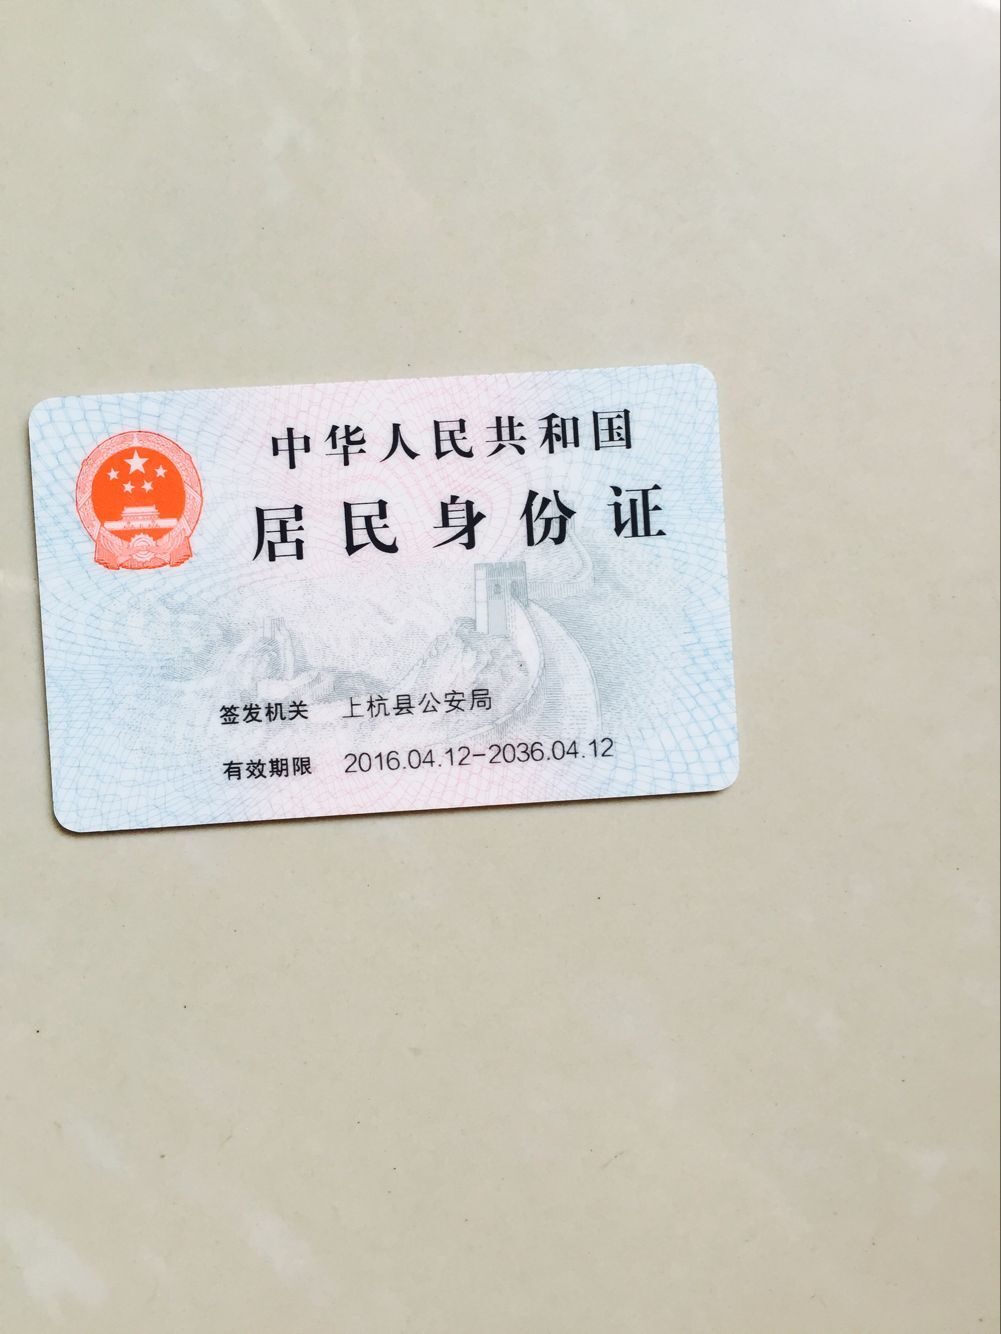 中华人民共和国
居民身份证
签发机关 上杭县公安局
有效期限 2016.04.12-2036.04.12